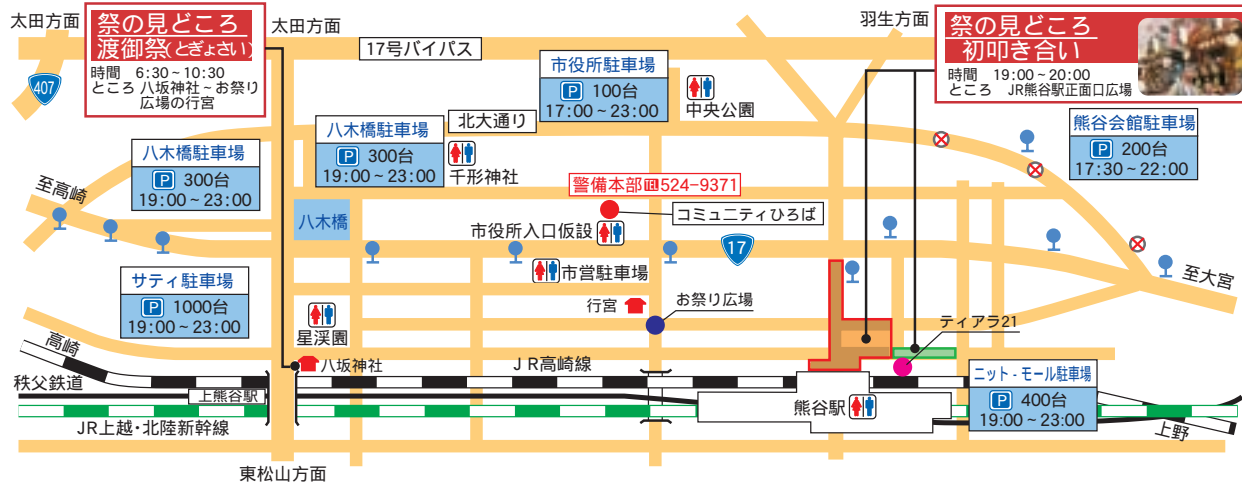 太田方面
祭の見どころ
渡御祭(とぎょさい)
時間 6:30~10:30
ところ 八坂神社~お祭り
広場の行宮
太田方面
17号バイパス
羽生方面
祭の見どころ
初叩き合い
時間 19:00~20:00
ところ JR熊谷駅正面口広場
407
市役所駐車場
P 100台
17:00~23:00
中央公園
北大通り
八木橋駐車場
P 300台
19:00~23:00
千形神社
八木橋駐車場
P 300台
19:00~23:00
熊谷会館駐車場
P 200台
17:30~22:00
至高崎
警備本部TEL524-9371
八木橋
コミュニティひろば
市役所入口仮設
17
市営駐車場
至大宮
サティ駐車場
P 1000台
19:00~23:00
行宮
お祭り広場
星渓園
ティアラ21
高崎
八坂神社
JR高崎線
秩父鉄道
上熊谷駅
熊谷駅
ニット-モール駐車場
P 400台
19:00~23:00
JR上越・北陸新幹線
上野
東松山方面